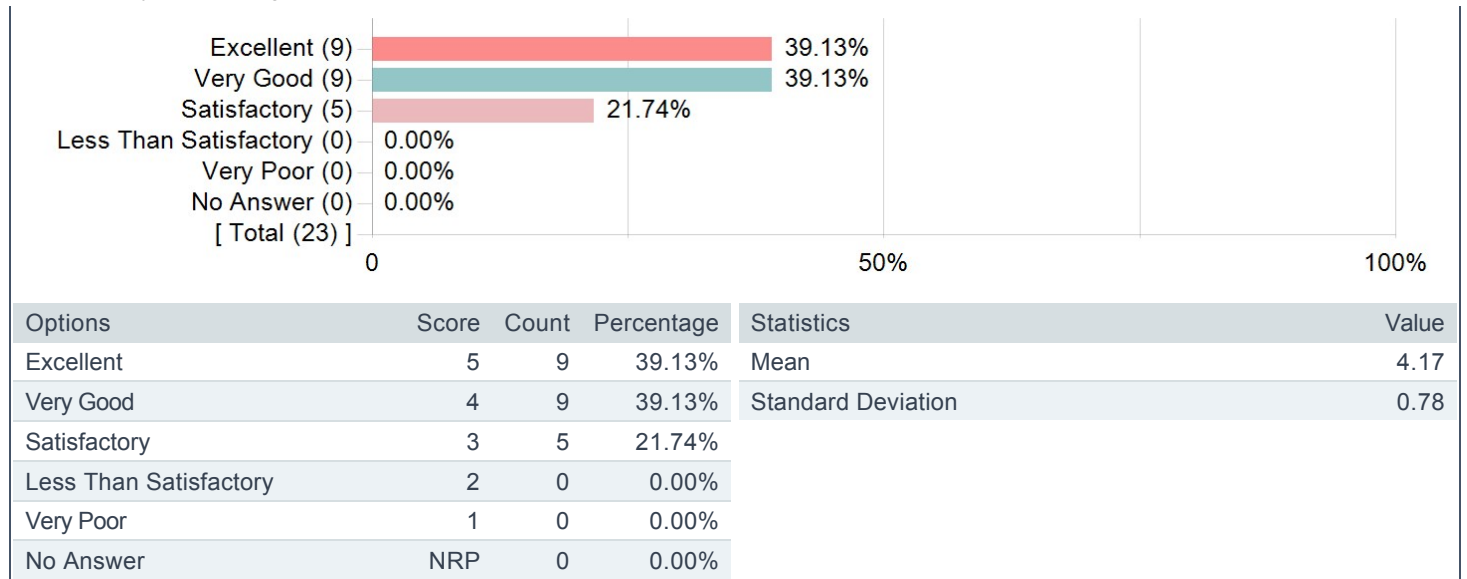 Excellent (9) 39.13%
Very Good (9) 39.13%
Satisfactory (5) 21.74%
Less Than Satisfactory (0) 0.00%
Very Poor (0) 0.00%
No Answer (0) 0.00%
[ Total (23) ]
0 50% 100%
Options Score Count Percentage Statistics Value
Excellent 5 9 39.13% Mean 4.17
Very Good 4 9 39.13% Standard Deviation 0.78
Satisfactory 3 5 21.74%
Less Than Satisfactory 2 0 0.00%
Very Poor 1 0 0.00%
No Answer NRP 0 0.00%